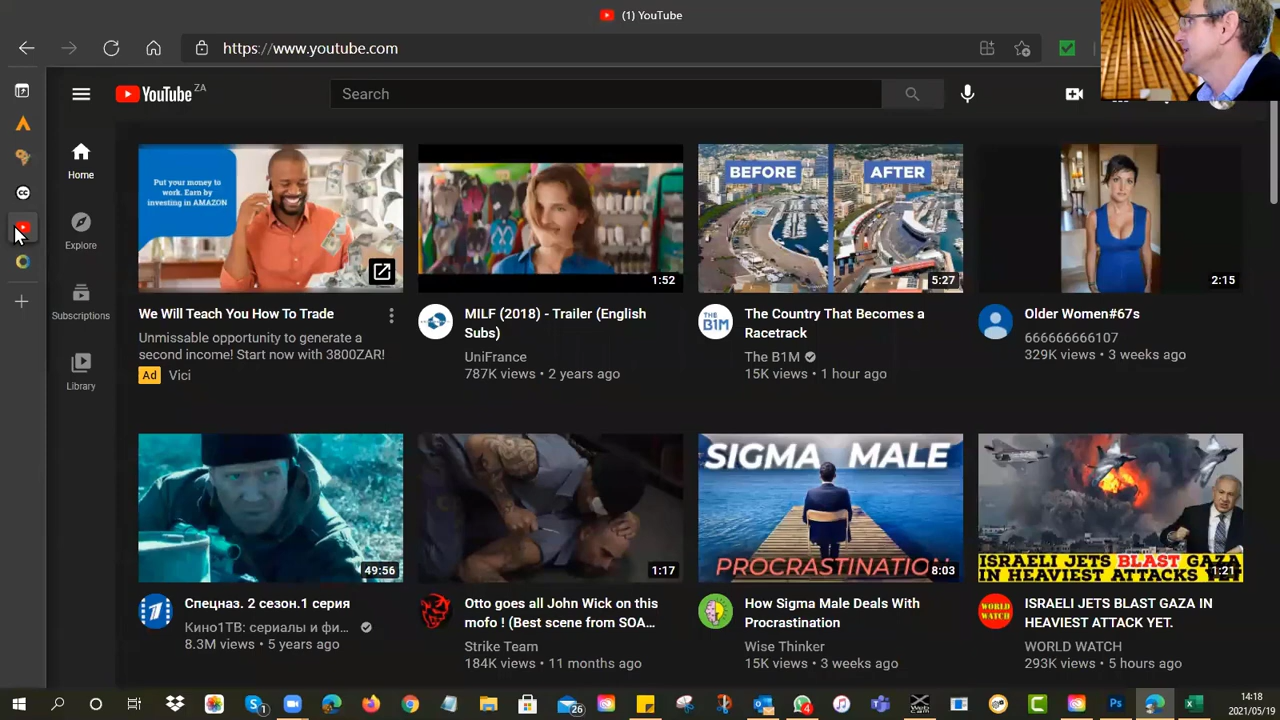 (1) YouTube
https://www.youtube.com
YouTube ZA
Search
Home
Explore
Subscriptions
Library
Put your money
to work. Earn by
investing in AMAZON
We Will Teach You How To Trade
Unmissable opportunity to generate a
second income! Start now with 3800ZAR!
Ad Vici
1:52
MILF (2018) - Trailer (English
Subs)
UniFrance
787K views • 2 years ago
BEFORE AFTER
5:27
THE
B1M
The Country That Becomes a
Racetrack
The B1M
15K views • 1 hour ago
2:15
Older Women#67s
666666666107
329K views • 3 weeks ago
49:56
Спецназ. 2 сезон.1 серия
Кино1ТВ: сериалы и фи...
8.3M views • 5 years ago
1:17
Otto goes all John Wick on this
mofo ! (Best scene from SOA...
Strike Team
184K views • 11 months ago
SIGMA MALE
PROCRASTINATIO
8:03
How Sigma Male Deals With
Procrastination
Wise Thinker
15K views • 3 weeks ago
ISRAELI JETS BLAST GAZA
IN HEAVIEST ATTACKS
1:21
WORLD
WATCH
ISRAELI JETS BLAST GAZA IN
HEAVIEST ATTACK YET.
WORLD WATCH
293K views • 5 hours ago
1
26
4
14:18
2021/05/19